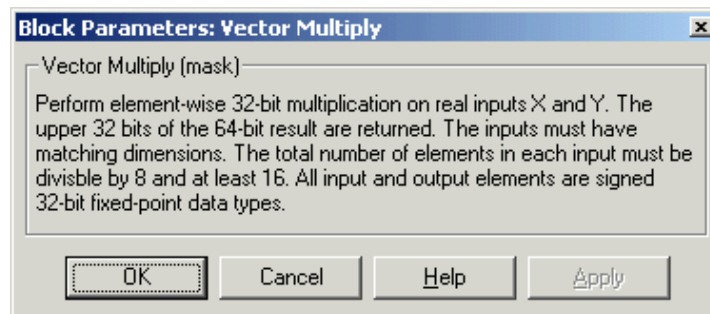 Block Parameters: Vector Multiply
Vector Multiply (mask)
Perform element-wise 32-bit multiplication on real inputs X and Y. The
upper 32 bits of the 64-bit result are returned. The inputs must have
matching dimensions. The total number of elements in each input must be
divisble by 8 and at least 16. All input and output elements are signed
32-bit fixed-point data types.
OK Cancel Help Apply